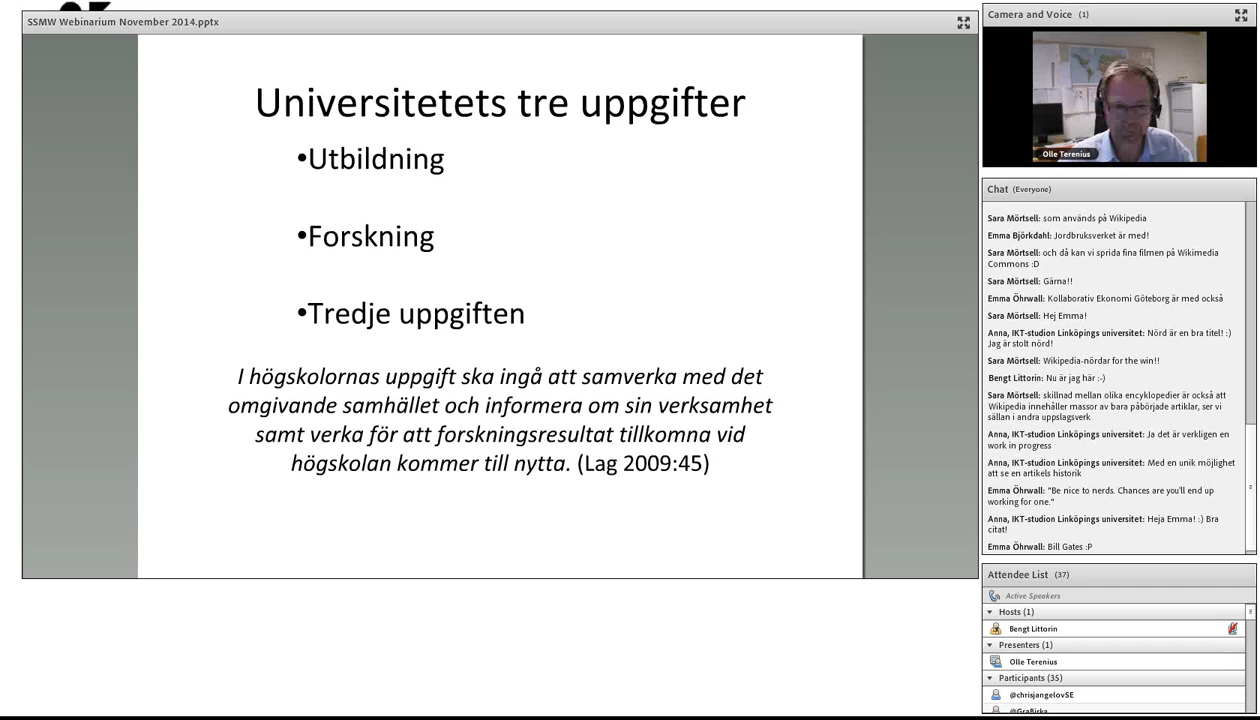 SSMW Webinarium November 2014.pptx
Universitetets tre uppgifter
•Utbildning
•Forskning
•Tredje uppgiften
I högskolornas uppgift ska ingå att samverka med det
omgivande samhället och informera om sin verksamhet
samt verka för att forskningsresultat tillkomna vid
högskolan kommer till nytta. (Lag 2009:45)
Camera and Voice (1)
Olle Terenius
Chat (Everyone)
Sara Mörtsell: som används på Wikipedia
Emma Björkdahl: Jordbruksverket är med!
Sara Mörtsell: och då kan vi sprida fina filmen på Wikimedia
Commons :D
Sara Mörtsell: Gärna!!
Emma Öhrwall: Kollaborativ Ekonomi Göteborg är med också
Sara Mörtsell: Hej Emma!
Anna, IKT-studion Linköpings universitet: Nörd är en bra titel! :)
Jag är stolt nörd!
Sara Mörtsell: Wikipedia-nördar for the win!!
Bengt Littorin: Nu är jag här :-)
Sara Mörtsell: skillnad mellan olika encyklopedier är också att
Wikipedia innehåller massor av bara påbörjade artiklar, ser vi
sällan i andra uppslagsverk
Anna, IKT-studion Linköpings universitet: Ja det är verkligen en
work in progress
Anna, IKT-studion Linköpings universitet: Med en unik möjlighet
att se en artikels historik
Emma Öhrwall: "Be nice to nerds. Chances are you'll end up
working for one."
Anna, IKT-studion Linköpings universitet: Heja Emma! :) Bra
citat!
Emma Öhrwall: Bill Gates :P
Attendee List (37)
Active Speakers
Hosts (1)
Bengt Littorin
Presenters (1)
Olle Terenius
Participants (35)
@chrisjangelovSE